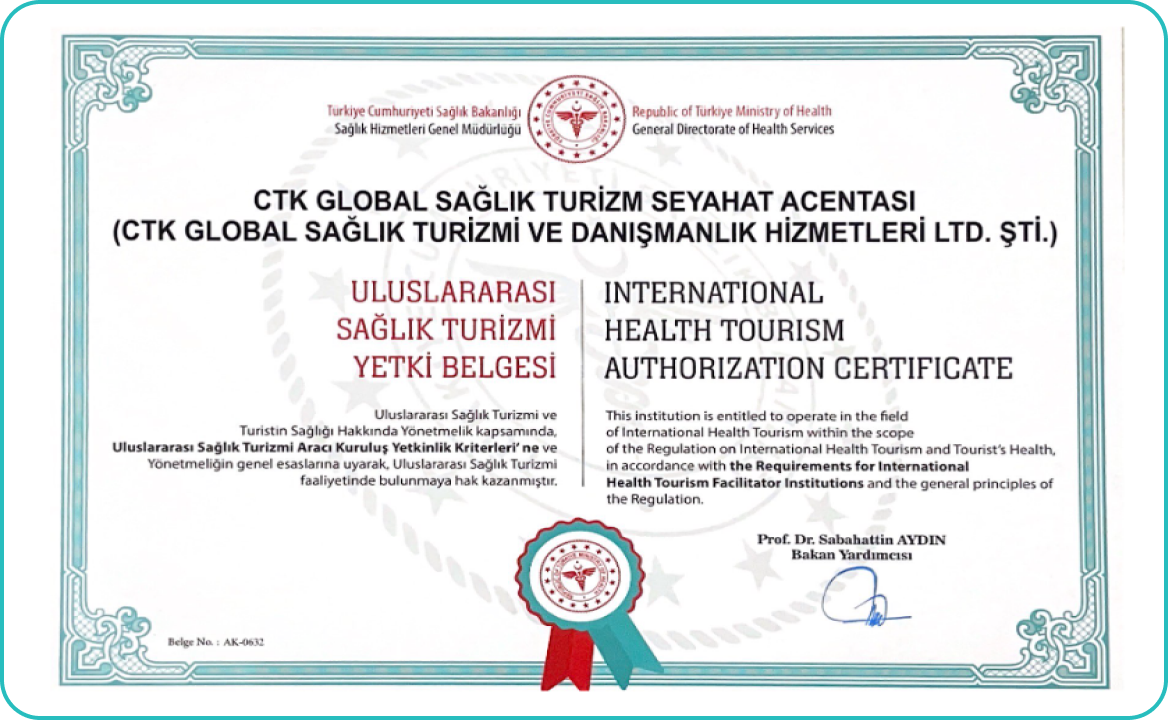 Türkiye Cumhuriyeti Sağlık Bakanlığı
Sağlık Hizmetleri Genel Müdürlüğü
Republic of Türkiye Ministry of Health
General Directorate of Health Services
CTK GLOBAL SAĞLIK TURİZM SEYAHAT ACENTASI
(CTK GLOBAL SAĞLIK TURİZMİ VE DANIŞMANLIK HİZMETLERİ LTD. ŞTİ.)
ULUSLARARASI
SAĞLIK TURİZMİ
YETKİ BELGESİ
INTERNATIONAL
HEALTH TOURISM
AUTHORIZATION CERTIFICATE
Uluslararası Sağlık Turizmi ve
Turistin Sağlığı Hakkında Yönetmelik kapsamında,
Uluslararası Sağlık Turizmi Aracı Kuruluş Yetkinlik Kriterleri' ne ve
Yönetmeliğin genel esaslarına uyarak, Uluslararası Sağlık Turizmi
faaliyetinde bulunmaya hak kazanmıştır.
This institution is entitled to operate in the field
of International Health Tourism within the scope
of the Regulation on International Health Tourism and Tourist's Health,
in accordance with the Requirements for International
Health Tourism Facilitator Institutions and the general principles of
the Regulation.
Prof. Dr. Sabahattin AYDIN
Bakan Yardımcısı
Belge No. : AK-0632